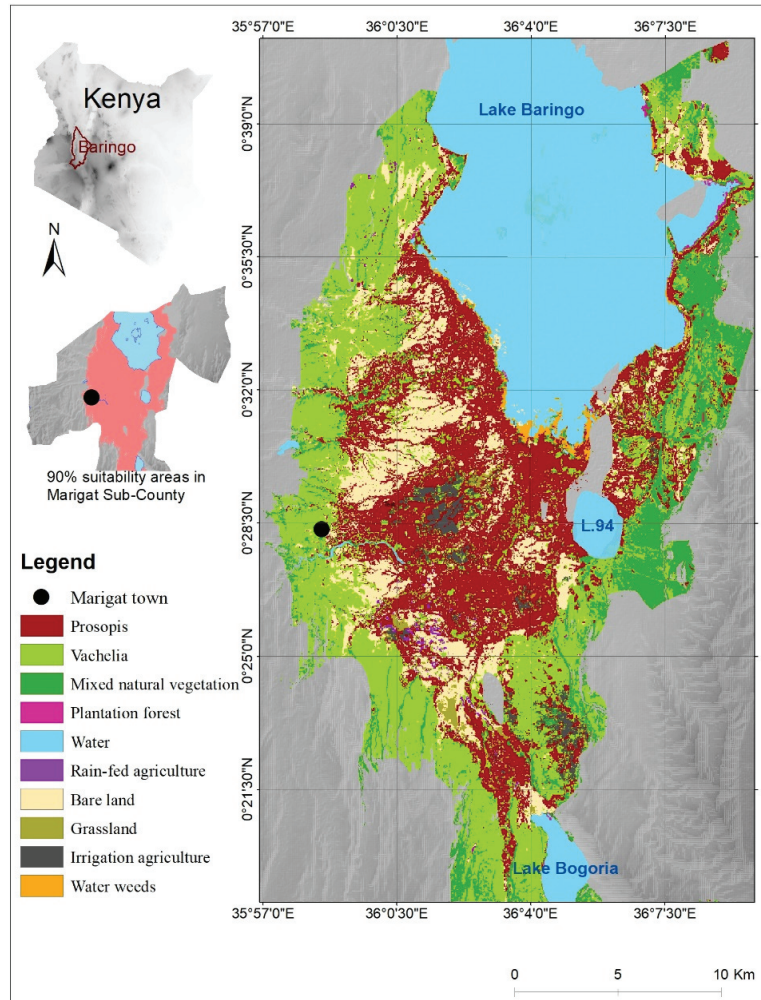 Kenya
Baringo
N
90% suitability areas in
Marigat Sub-County
Legend
Marigat town
Prosopis
Vachelia
Mixed natural vegetation
Plantation forest
Water
Rain-fed agriculture
Bare land
Grassland
Irrigation agriculture
Water weeds
35°57'0"E
36°0'30"E
36°4'0"E
36°7'30"E
0°39'0"N
0°35'30"N
0°32'0"N
0°28'30"N
0°25'0"N
0°21'30"N
Lake Baringo
L.94
Lake Bogoria
35°57'0"E
36°0'30"E
36°4'0"E
36°7'30"E
0
5
10 Km